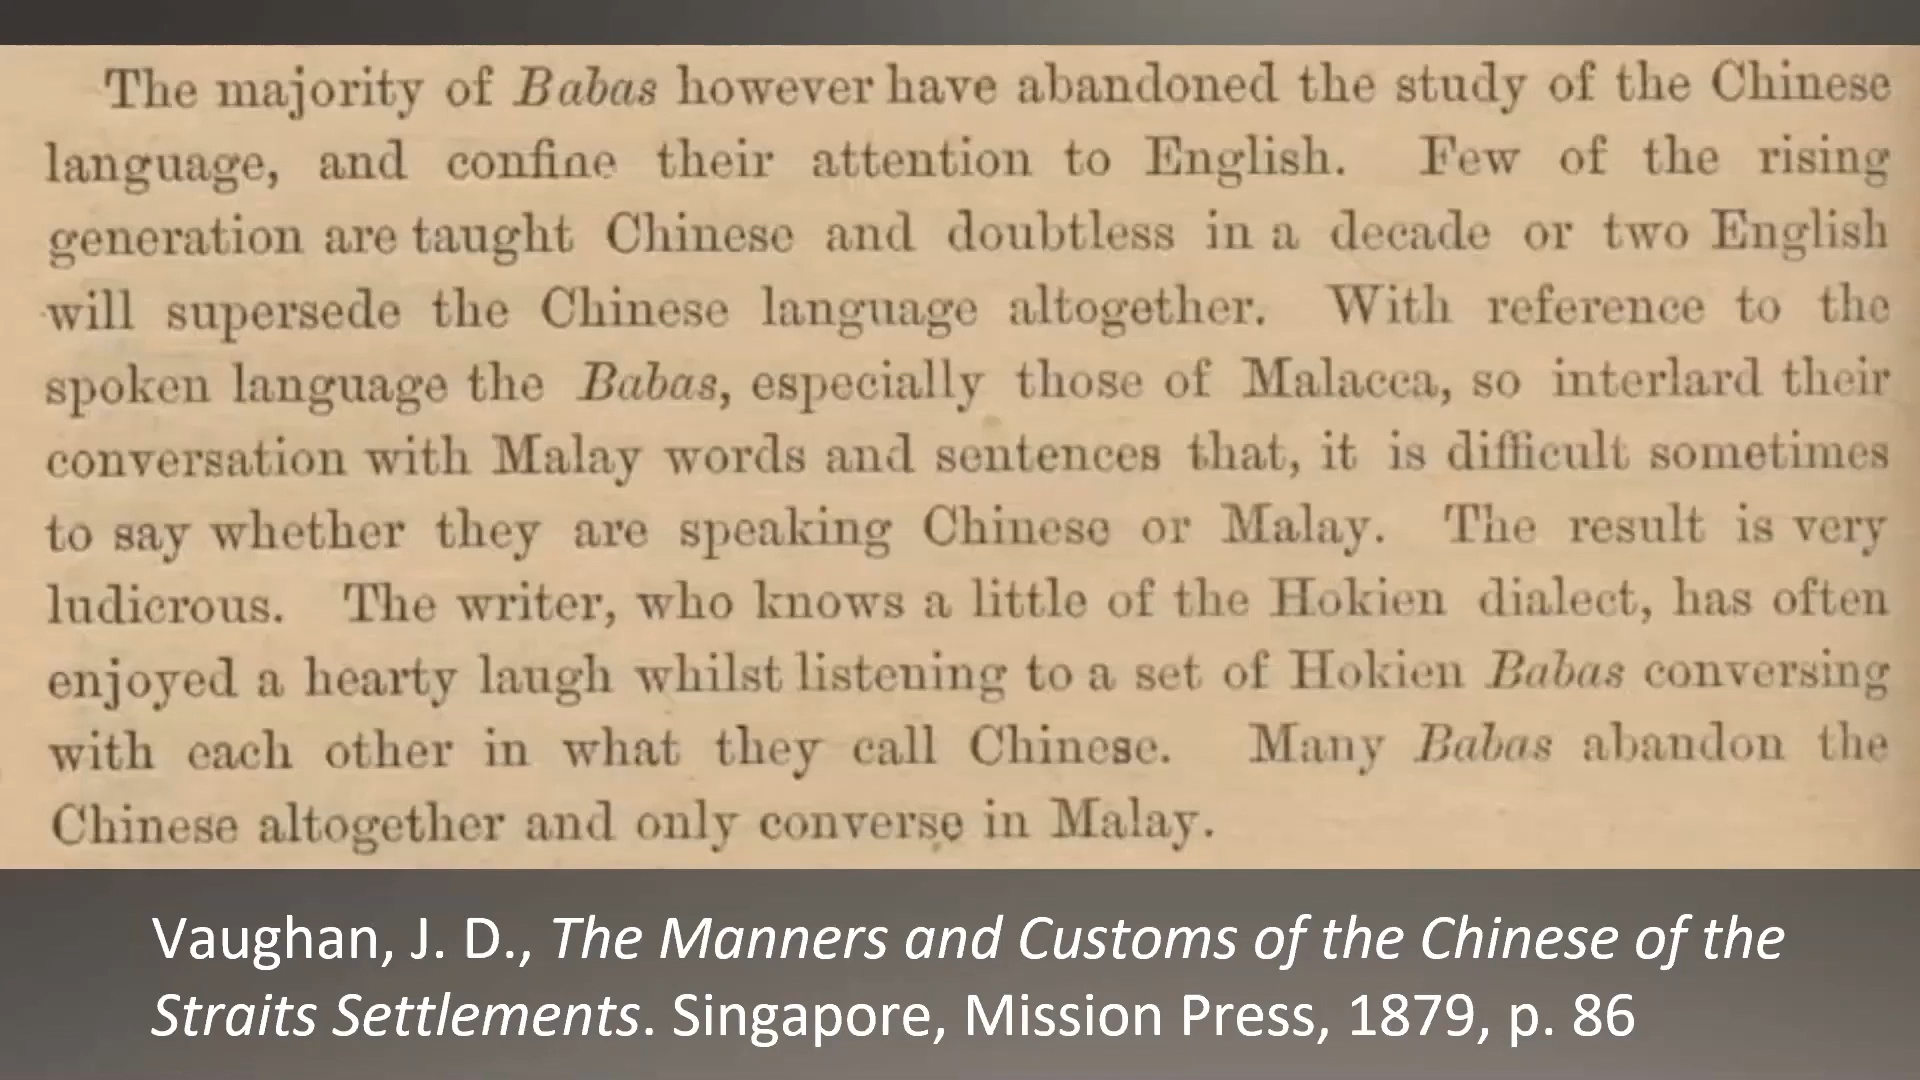 The majority of Babas however have abandoned the study of the Chinese
language, and confine their attention to English. Few of the rising
generation are taught Chinese and doubtless in a decade or two English
will supersede the Chinese language altogether. With reference to the
spoken language the Babas, especially those of Malacca, so interlard their
conversation with Malay words and sentences that, it is difficult sometimes
to say whether they are speaking Chinese or Malay. The result is very
ludicrous. The writer, who knows a little of the Hokien dialect, has often
enjoyed a hearty laugh whilst listening to a set of Hokien Babas conversing
with each other in what they call Chinese. Many Babas abandon the
Chinese altogether and only converse in Malay.
Vaughan, J. D., The Manners and Customs of the Chinese of the
Straits Settlements. Singapore, Mission Press, 1879, p. 86